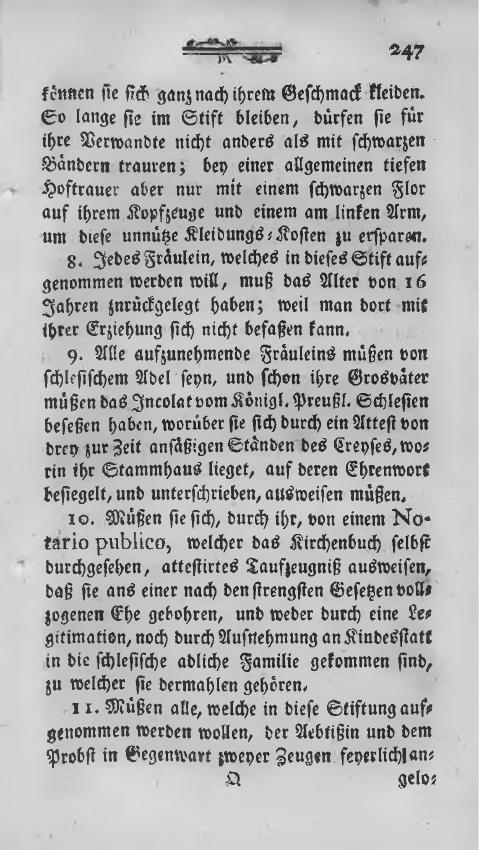 247
können sie sich ganz nach ihrem Geschmack kleiden.
So lange sie im Stift bleiben, dürfen sie für
ihre Verwandte nicht anders als mit schwarzen
Bändern trauren; bey einer allgemeinen tiefen
Hoftrauer aber nur mit einem schwarzen Flor
auf ihrem Kopfzeuge und einem am linken Arm,
um diese unnütze Kleidungs-Kosten zu ersparen.
8. Jedes Fräulein, welches in dieses Stift auf-
genommen werden will, muß das Alter von 16
Jahren znrückgelegt haben; weil man dort mit
ihrer Erziehung sich nicht befaßen kann.
9. Alle aufzunehmende Fräuleins müßen von
schlesischem Adel seyn, und schon ihre Grosväter
müßen das Incolat vom Königl. Preußl. Schlesien
beseßen haben, worüber sie sich durch ein Attest von
drey zur Zeit ansäßigen Ständen des Creyses, wo-
rin ihr Stammhaus lieget, auf deren Ehrenwort
besiegelt, und unterschrieben, ausweisen müßen.
10. Müßen sie sich, durch ihr, von einem No-
tario publico, welcher das Kirchenbuch selbst
durchgesehen, attestirtes Taufzeugniß ausweisen,
daß sie ans einer nach den strengsten Gesetzen voll-
zogenen Ehe gebohren, und weder durch eine Le-
gitimation, noch durch Aufnehmung an Kindesstatt
in die schlesische adliche Familie gekommen sind,
zu welcher sie dermahlen gehören.
11. Müßen alle, welche in diese Stiftung auf-
genommen werden wollen, der Aebtißin und dem
Probst in Gegenwart zweyer Zeugen feyerlich an-
Q gelo-